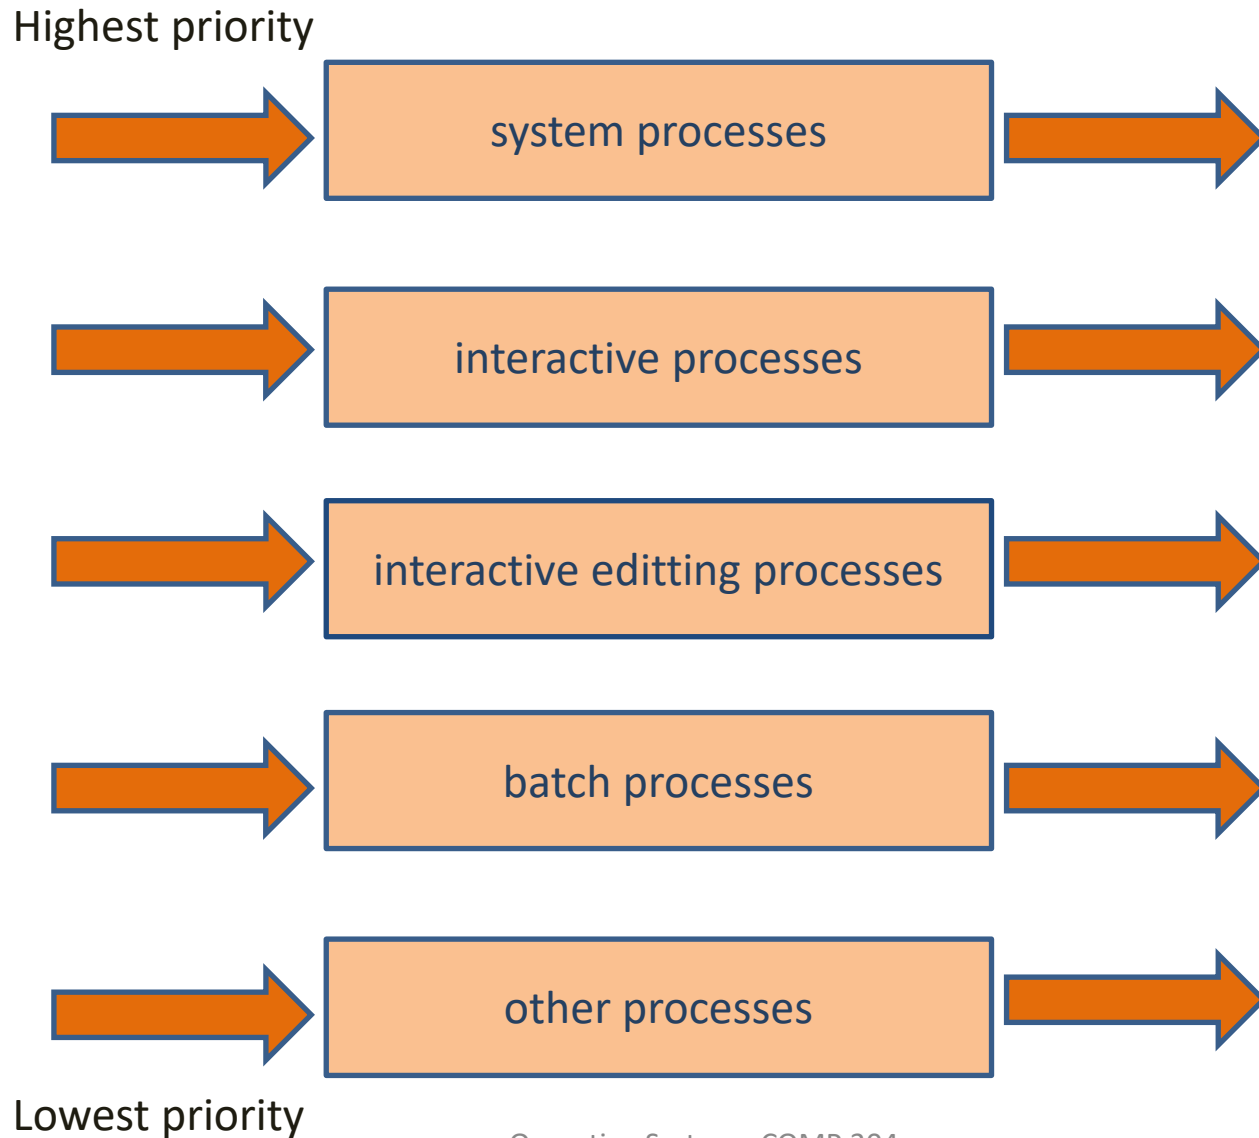 Highest priority
system processes
interactive processes
interactive editting processes
batch processes
other processes
Lowest priority